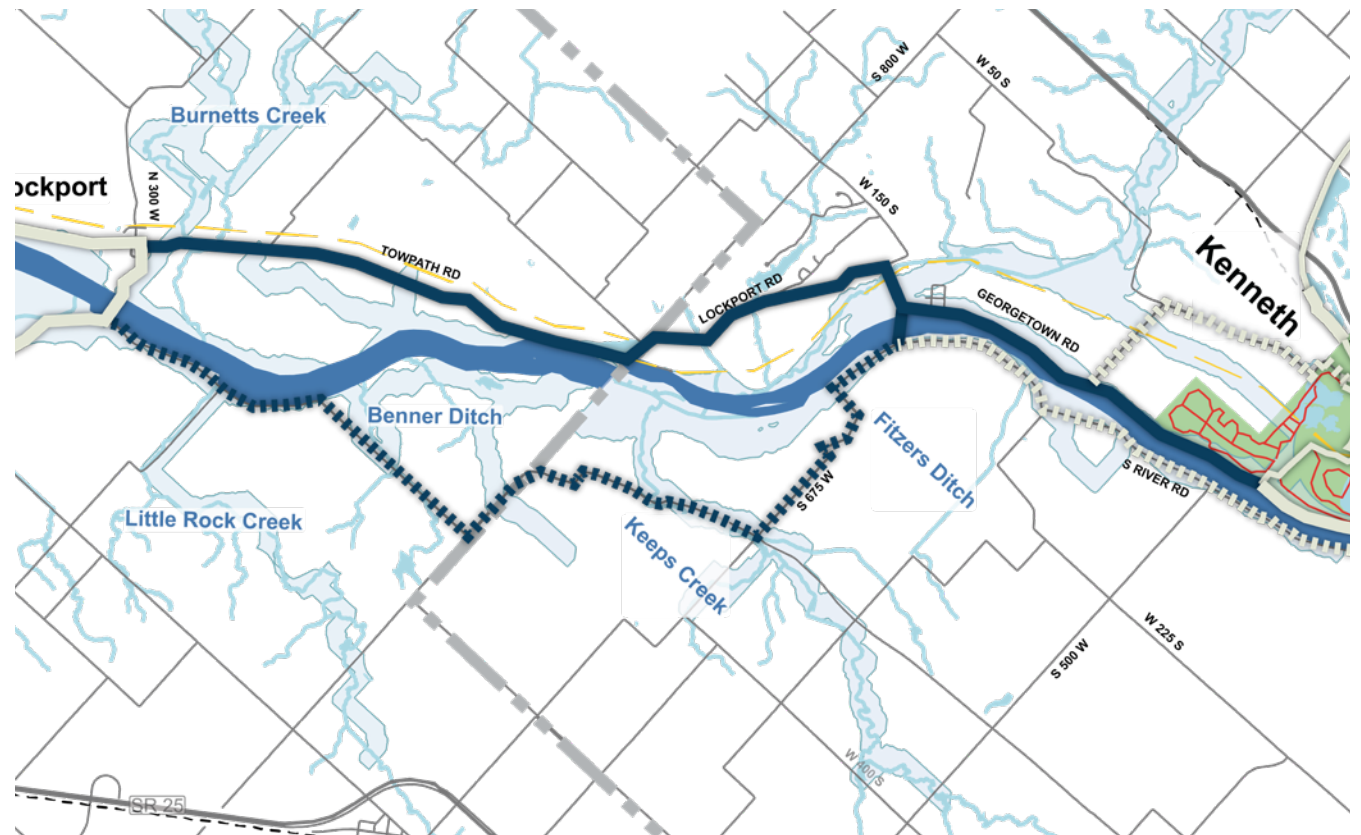 Burnetts Creek
ockport
N 300 W
TOWPATH RD
S 800 W
W 50 S
W 150 S
LOCKPORT RD
GEORGETOWN RD
Kenneth
Benner Ditch
Fitzers Ditch
S 675 W
S RIVER RD
Little Rock Creek
Keeps Creek
W 225 S
S 500 W
W 400 S
SR 25